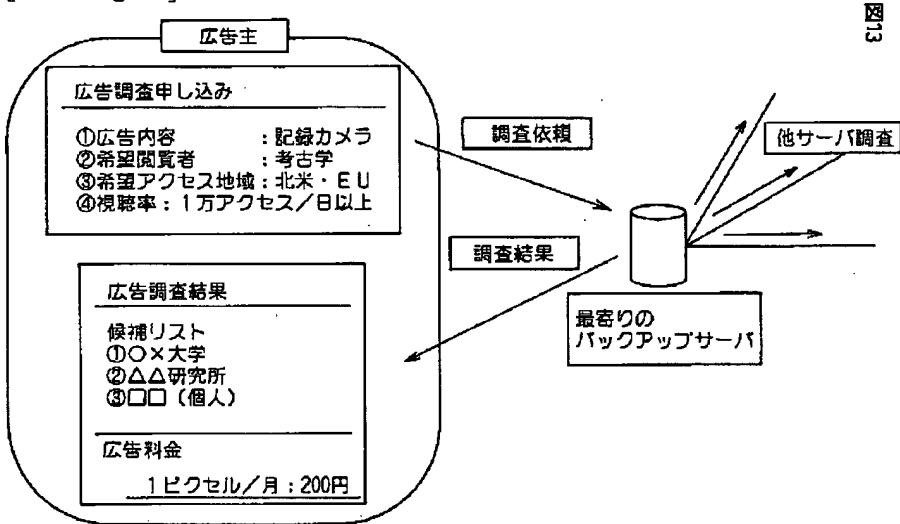 図13
広告主
広告調査申し込み
①広告内容 :記録カメラ
②希望閲覧者 :考古学
③希望アクセス地域:北米・EU
④視聴率:1万アクセス/日以上
調査依頼
他サーバ調査
調査結果
最寄りの
バックアップサーバ
広告調査結果
候補リスト
①○×大学
②△△研究所
③□□(個人)
広告料金
1ピクセル/月:200円